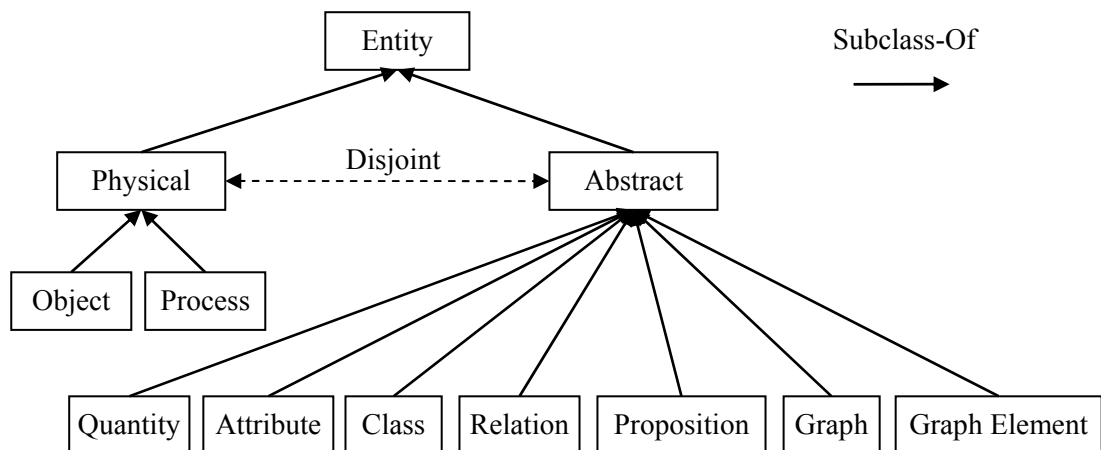 Entity
Subclass-Of
Physical
Disjoint
Abstract
Object
Process
Quantity
Attribute
Class
Relation
Proposition
Graph
Graph Element